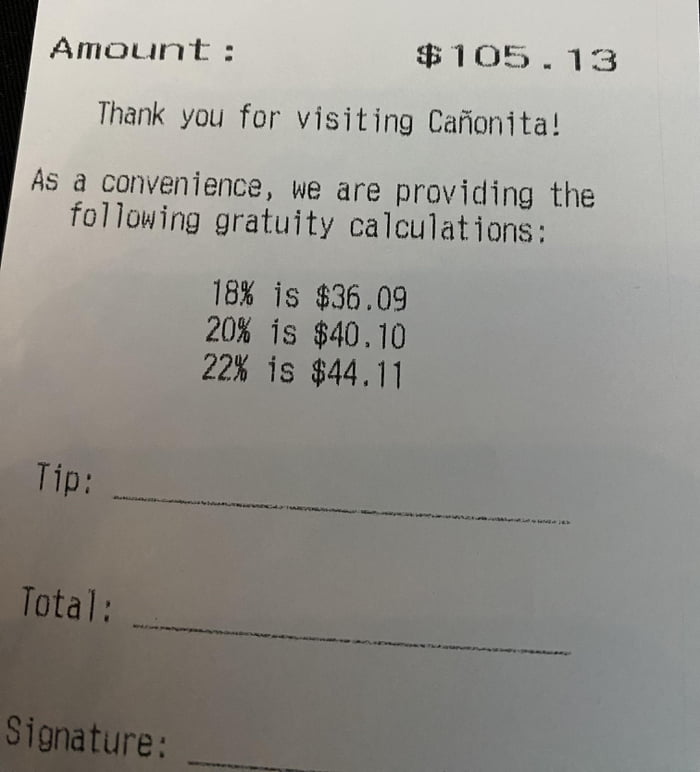 Amount: $105.13
Thank you for visiting Cañonita!
As a convenience, we are providing the
following gratuity calculations:
18% is $36.09
20% is $40.10
22% is $44.11
Tip:
Total:
Signature: